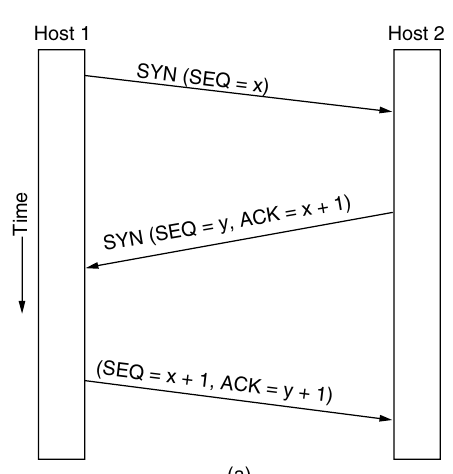 Host 1
Host 2
SYN (SEQ = x)
Time
SYN (SEQ = y, ACK = x + 1)
(SEQ = x + 1, ACK = y + 1)
(a)